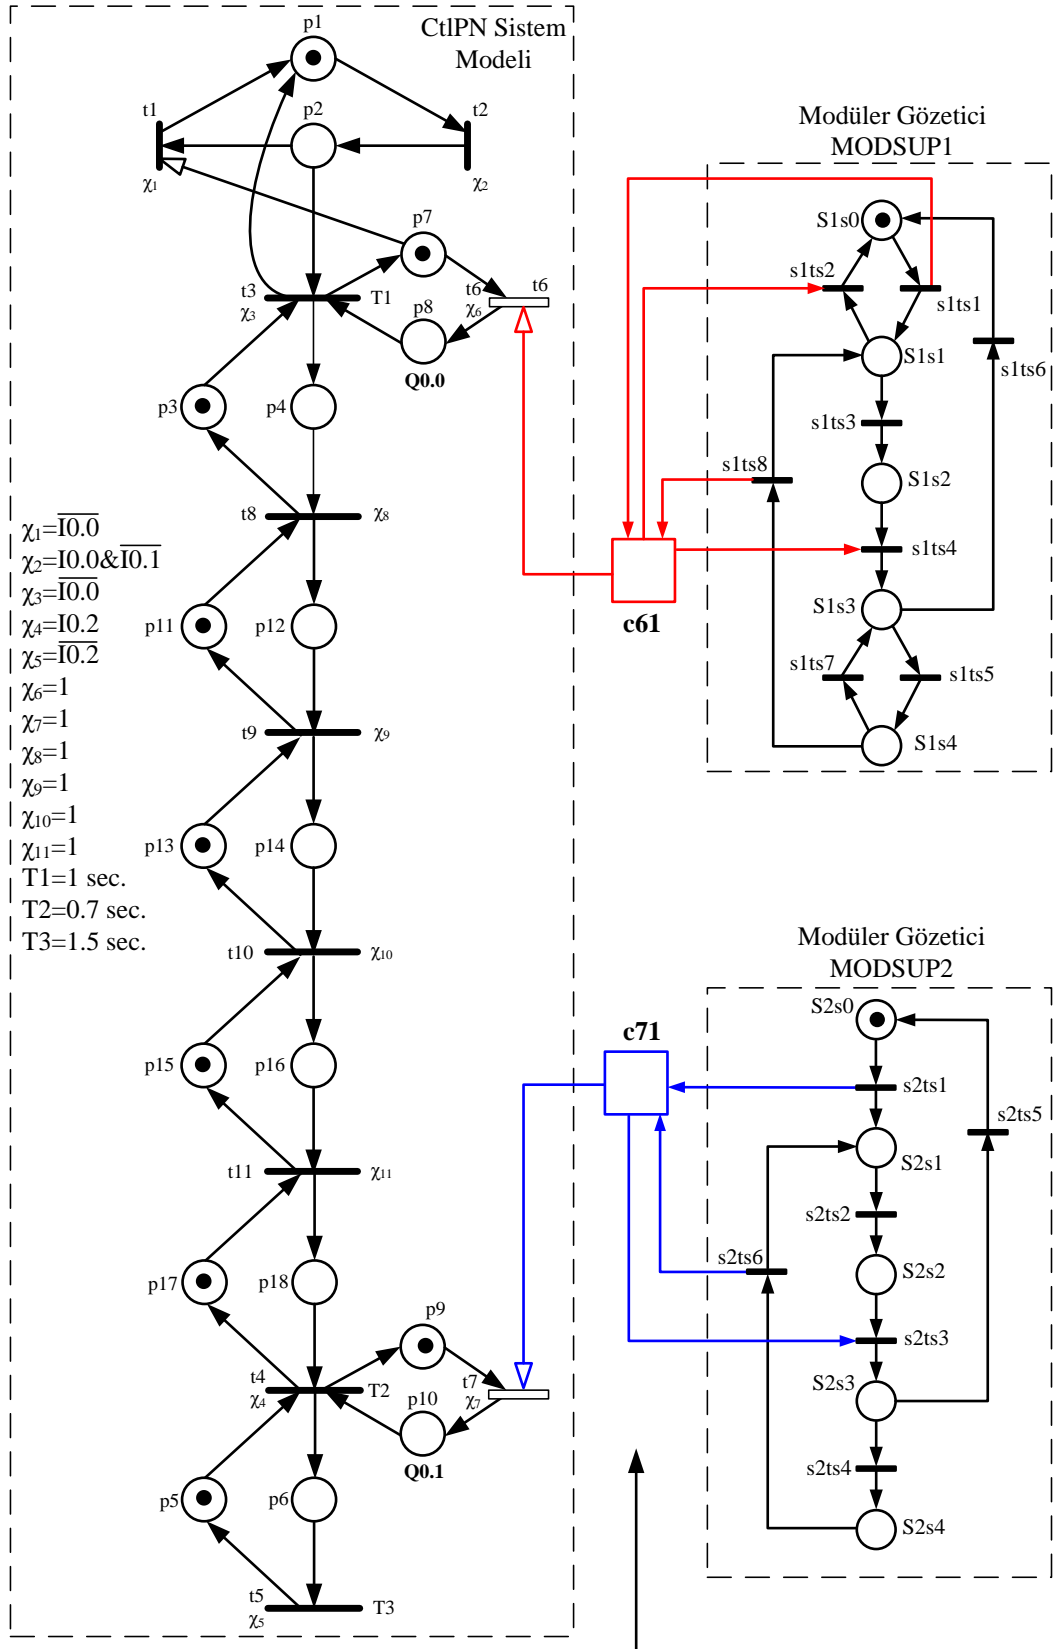 CtlPN Sistem
Modeli
p1
t1
t2
p2
χ1
χ2
p7
t3
T1
χ3
t6
t6
χ6
p8
Q0.0
p3
p4
t8
χ8
χ1=I̅0̅.̅0̅
χ2=I0.0&I̅0̅.̅1̅
χ3=I̅0̅.̅0̅
χ4=I0.2
χ5=I̅0̅.̅2̅
χ6=1
χ7=1
χ8=1
χ9=1
χ10=1
χ11=1
T1=1 sec.
T2=0.7 sec.
T3=1.5 sec.
p11
p12
t9
χ9
p13
p14
t10
χ10
p15
p16
t11
χ11
p17
p18
p9
t4
T2
χ4
t7
χ7
p10
Q0.1
p5
p6
t5
T3
χ5
Modüler Gözetici
MODSUP1
S1s0
s1ts2
s1ts1
S1s1
s1ts6
s1ts3
s1ts8
S1s2
s1ts4
c61
S1s3
s1ts7
s1ts5
S1s4
Modüler Gözetici
MODSUP2
S2s0
c71
s2ts1
s2ts5
S2s1
s2ts2
s2ts6
S2s2
s2ts3
S2s3
s2ts4
S2s4